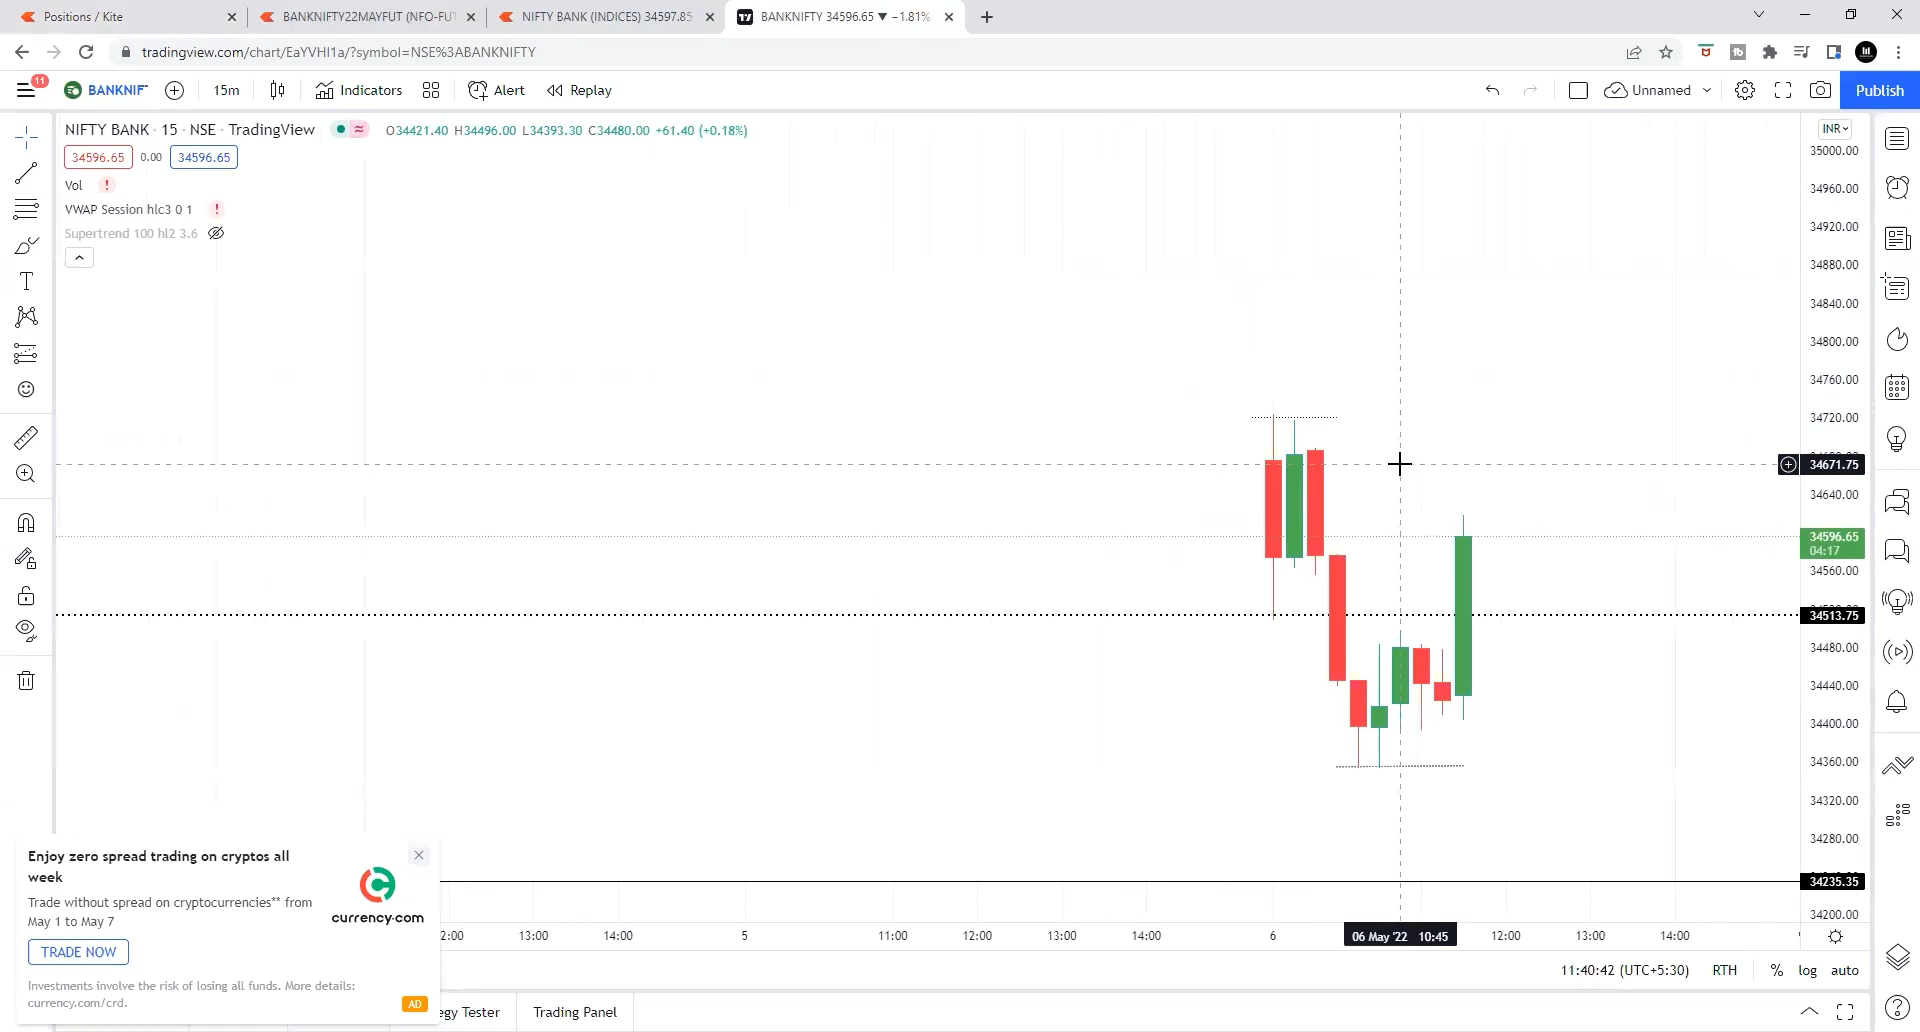 Positions / Kite
BANKNIFTY22MAYFUT (NFO-FUT
NIFTY BANK (INDICES) 34597.85
BANKNIFTY 34596.65 ▼ −1.81%
tradingview.com/chart/EaYVHI1a/?symbol=NSE%3ABANKNIFTY
11
BANKNIF
15m
Indicators
Alert
Replay
Unnamed
Publish
NIFTY BANK · 15 · NSE · TradingView
O34421.40 H34496.00 L34393.30 C34480.00 +61.40 (+0.18%)
INR
34596.65
0.00
34596.65
Vol
VWAP Session hlc3 0 1
Supertrend 100 hl2 3.6
35000.00
34960.00
34920.00
34880.00
34840.00
34800.00
34760.00
34720.00
34671.75
34640.00
34596.65
04:17
34560.00
34513.75
34480.00
34440.00
34400.00
34360.00
34320.00
34280.00
34235.35
34200.00
Enjoy zero spread trading on cryptos all
week
Trade without spread on cryptocurrencies** from
May 1 to May 7
currency.com
TRADE NOW
Investments involve the risk of losing all funds. More details:
currency.com/crd.
AD
2:00
13:00
14:00
5
11:00
12:00
13:00
14:00
6
06 May '22 10:45
12:00
13:00
14:00
11:40:42 (UTC+5:30)
RTH
%
log
auto
egy Tester
Trading Panel